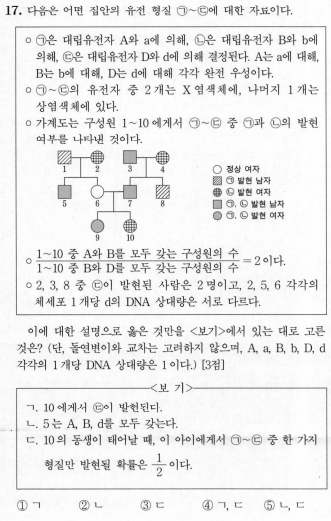 17. 다음은 어떤 집안의 유전 형질 ㉠~㉢에 대한 자료이다.
○ ㉠은 대립유전자 A와 a에 의해, ㉡은 대립유전자 B와 b에
의해, ㉢은 대립유전자 D와 d에 의해 결정된다. A는 a에 대해,
B는 b에 대해, D는 d에 대해 각각 완전 우성이다.
○ ㉠~㉢의 유전자 중 2개는 X 염색체에, 나머지 1개는
상염색체에 있다.
○ 가계도는 구성원 1~10에게서 ㉠~㉢ 중 ㉠과 ㉡의 발현
여부를 나타낸 것이다.
1 2 3 4
5 6 7 8
9 10
정상 여자
㉠ 발현 남자
㉡ 발현 여자
㉠, ㉡ 발현 남자
㉠, ㉡ 발현 여자
○ 1~10 중 A와 B를 모두 갖는 구성원의 수 / 1~10 중 B와 D를 모두 갖는 구성원의 수 = 2이다.
○ 2, 3, 8 중 ㉢이 발현된 사람은 2명이고, 2, 5, 6 각각의
체세포 1개당 d의 DNA 상대량은 서로 다르다.
이에 대한 설명으로 옳은 것만을 <보기>에서 있는 대로 고른
것은? (단, 돌연변이와 교차는 고려하지 않으며, A, a, B, b, D, d
각각의 1개당 DNA 상대량은 1이다.) [3점]
<보 기>
ㄱ. 10에게서 ㉢이 발현된다.
ㄴ. 5는 A, B, d를 모두 갖는다.
ㄷ. 10의 동생이 태어날 때, 이 아이에게서 ㉠~㉢ 중 한 가지
형질만 발현될 확률은 1/2이다.
① ㄱ ② ㄴ ③ ㄷ ④ ㄱ, ㄷ ⑤ ㄴ, ㄷ